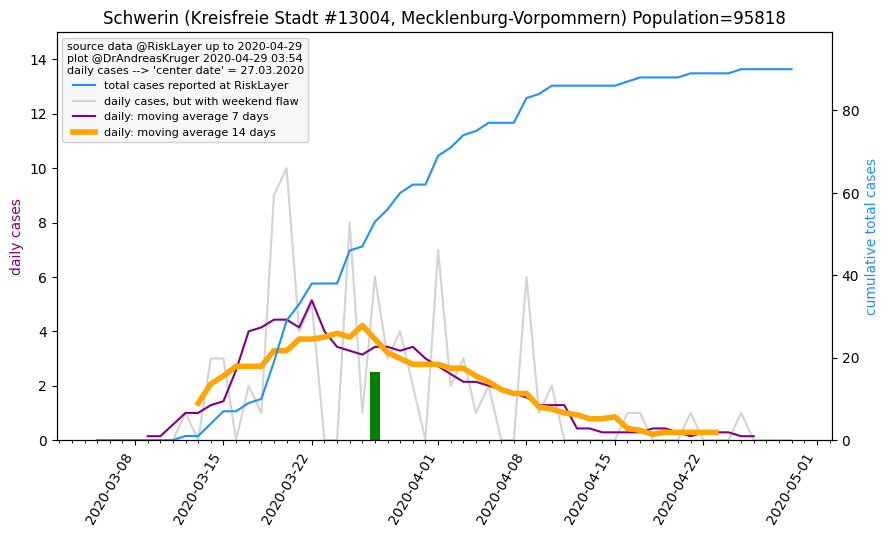 Schwerin (Kreisfreie Stadt #13004, Mecklenburg-Vorpommern) Population=95818
source data @RiskLayer up to 2020-04-29
plot @DrAndreasKruger 2020-04-29 03:54
daily cases --> 'center date' = 27.03.2020
total cases reported at RiskLayer
daily cases, but with weekend flaw
daily: moving average 7 days
daily: moving average 14 days
daily cases
14
12
10
8
6
4
2
0
cumulative total cases
80
60
40
20
0
2020-03-08
2020-03-15
2020-03-22
2020-04-01
2020-04-08
2020-04-15
2020-04-22
2020-05-01